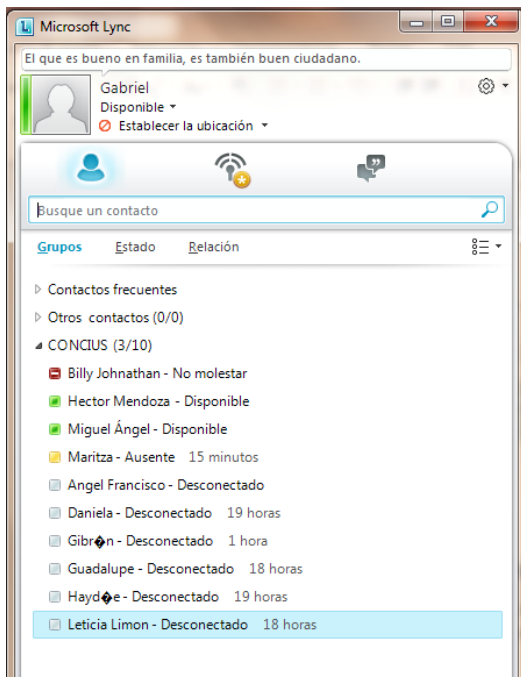 Microsoft Lync
El que es bueno en familia, es también buen ciudadano.
Gabriel
Disponible
Establecer la ubicación
Busque un contacto
Grupos Estado Relación
Contactos frecuentes
Otros contactos (0/0)
CONCIUS (3/10)
Billy Johnathan - No molestar
Hector Mendoza - Disponible
Miguel Ángel - Disponible
Maritza - Ausente 15 minutos
Angel Francisco - Desconectado
Daniela - Desconectado 19 horas
Gibr�n - Desconectado 1 hora
Guadalupe - Desconectado 18 horas
Hayd�e - Desconectado 19 horas
Leticia Limon - Desconectado 18 horas